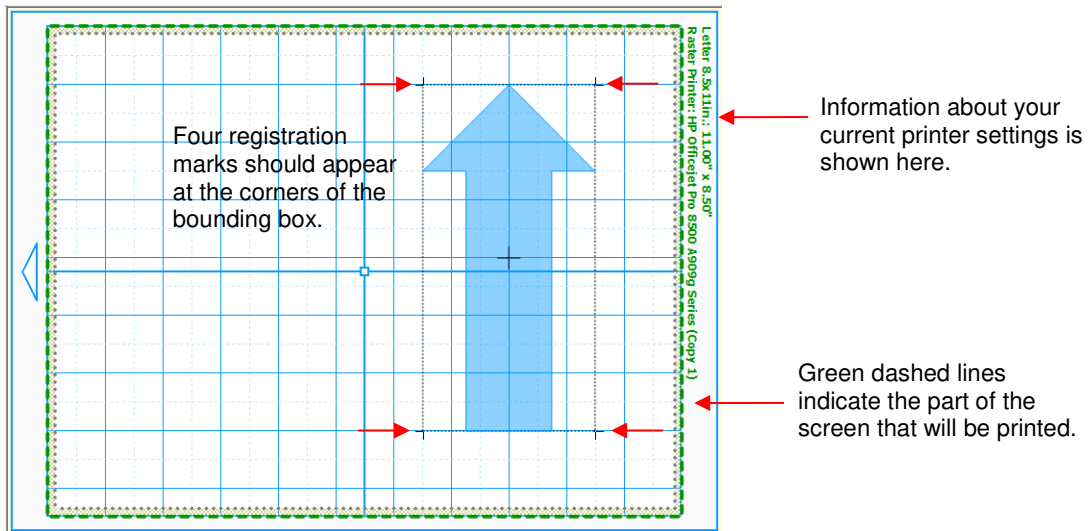 Four registration
marks should appear
at the corners of the
bounding box.
Letter 8.5x11in.: 11.00" x 8.50"
Raster Printer: HP Officejet Pro 8500 A909g Series (Copy 1)
Information about your
current printer settings is
shown here.
Green dashed lines
indicate the part of the
screen that will be printed.